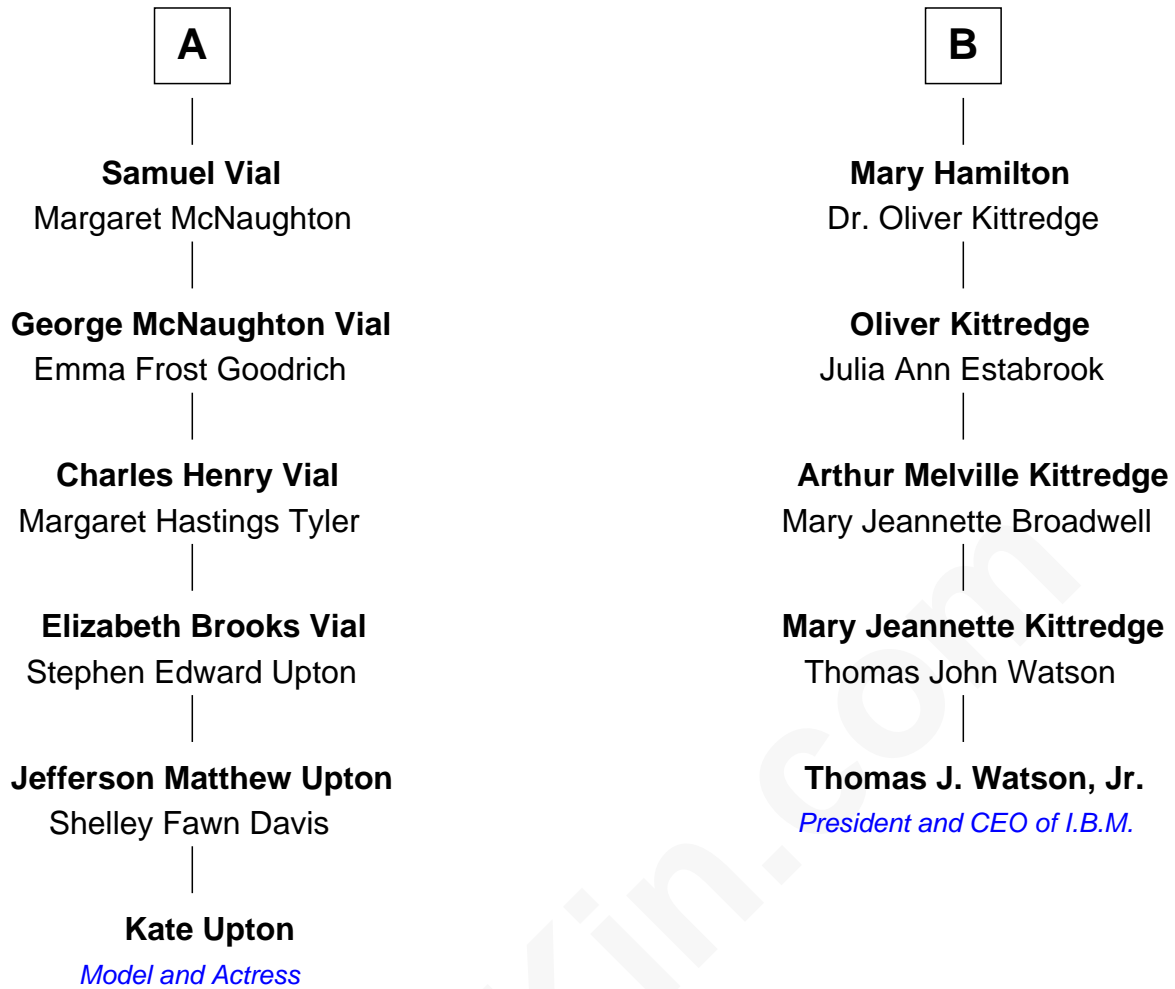 A
Samuel Vial
Margaret McNaughton
George McNaughton Vial
Emma Frost Goodrich
Charles Henry Vial
Margaret Hastings Tyler
Elizabeth Brooks Vial
Stephen Edward Upton
Jefferson Matthew Upton
Shelley Fawn Davis
Kate Upton
Model and Actress
B
Mary Hamilton
Dr. Oliver Kittredge
Oliver Kittredge
Julia Ann Estabrook
Arthur Melville Kittredge
Mary Jeannette Broadwell
Mary Jeannette Kittredge
Thomas John Watson
Thomas J. Watson, Jr.
President and CEO of I.B.M.
Kin.com